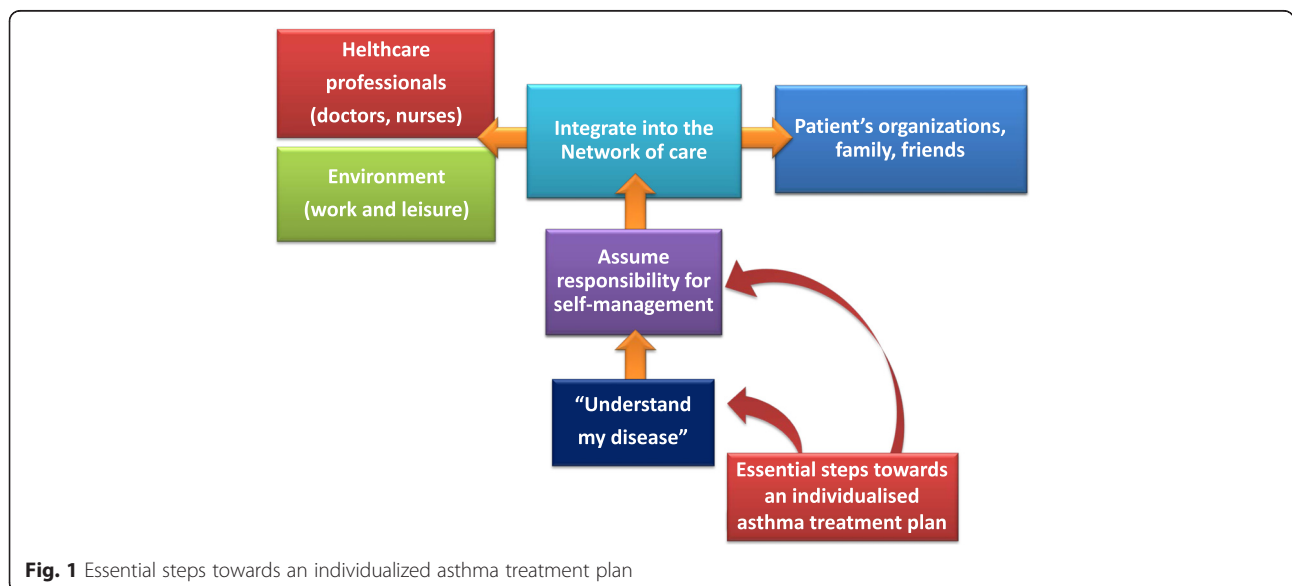 Helthcare
professionals
(doctors, nurses)
Environment
(work and leisure)
Integrate into the
Network of care
Patient's organizations,
family, friends
Assume
responsibility for
self-management
“Understand
my disease”
Essential steps towards
an individualised
asthma treatment plan
Fig. 1 Essential steps towards an individualized asthma treatment plan